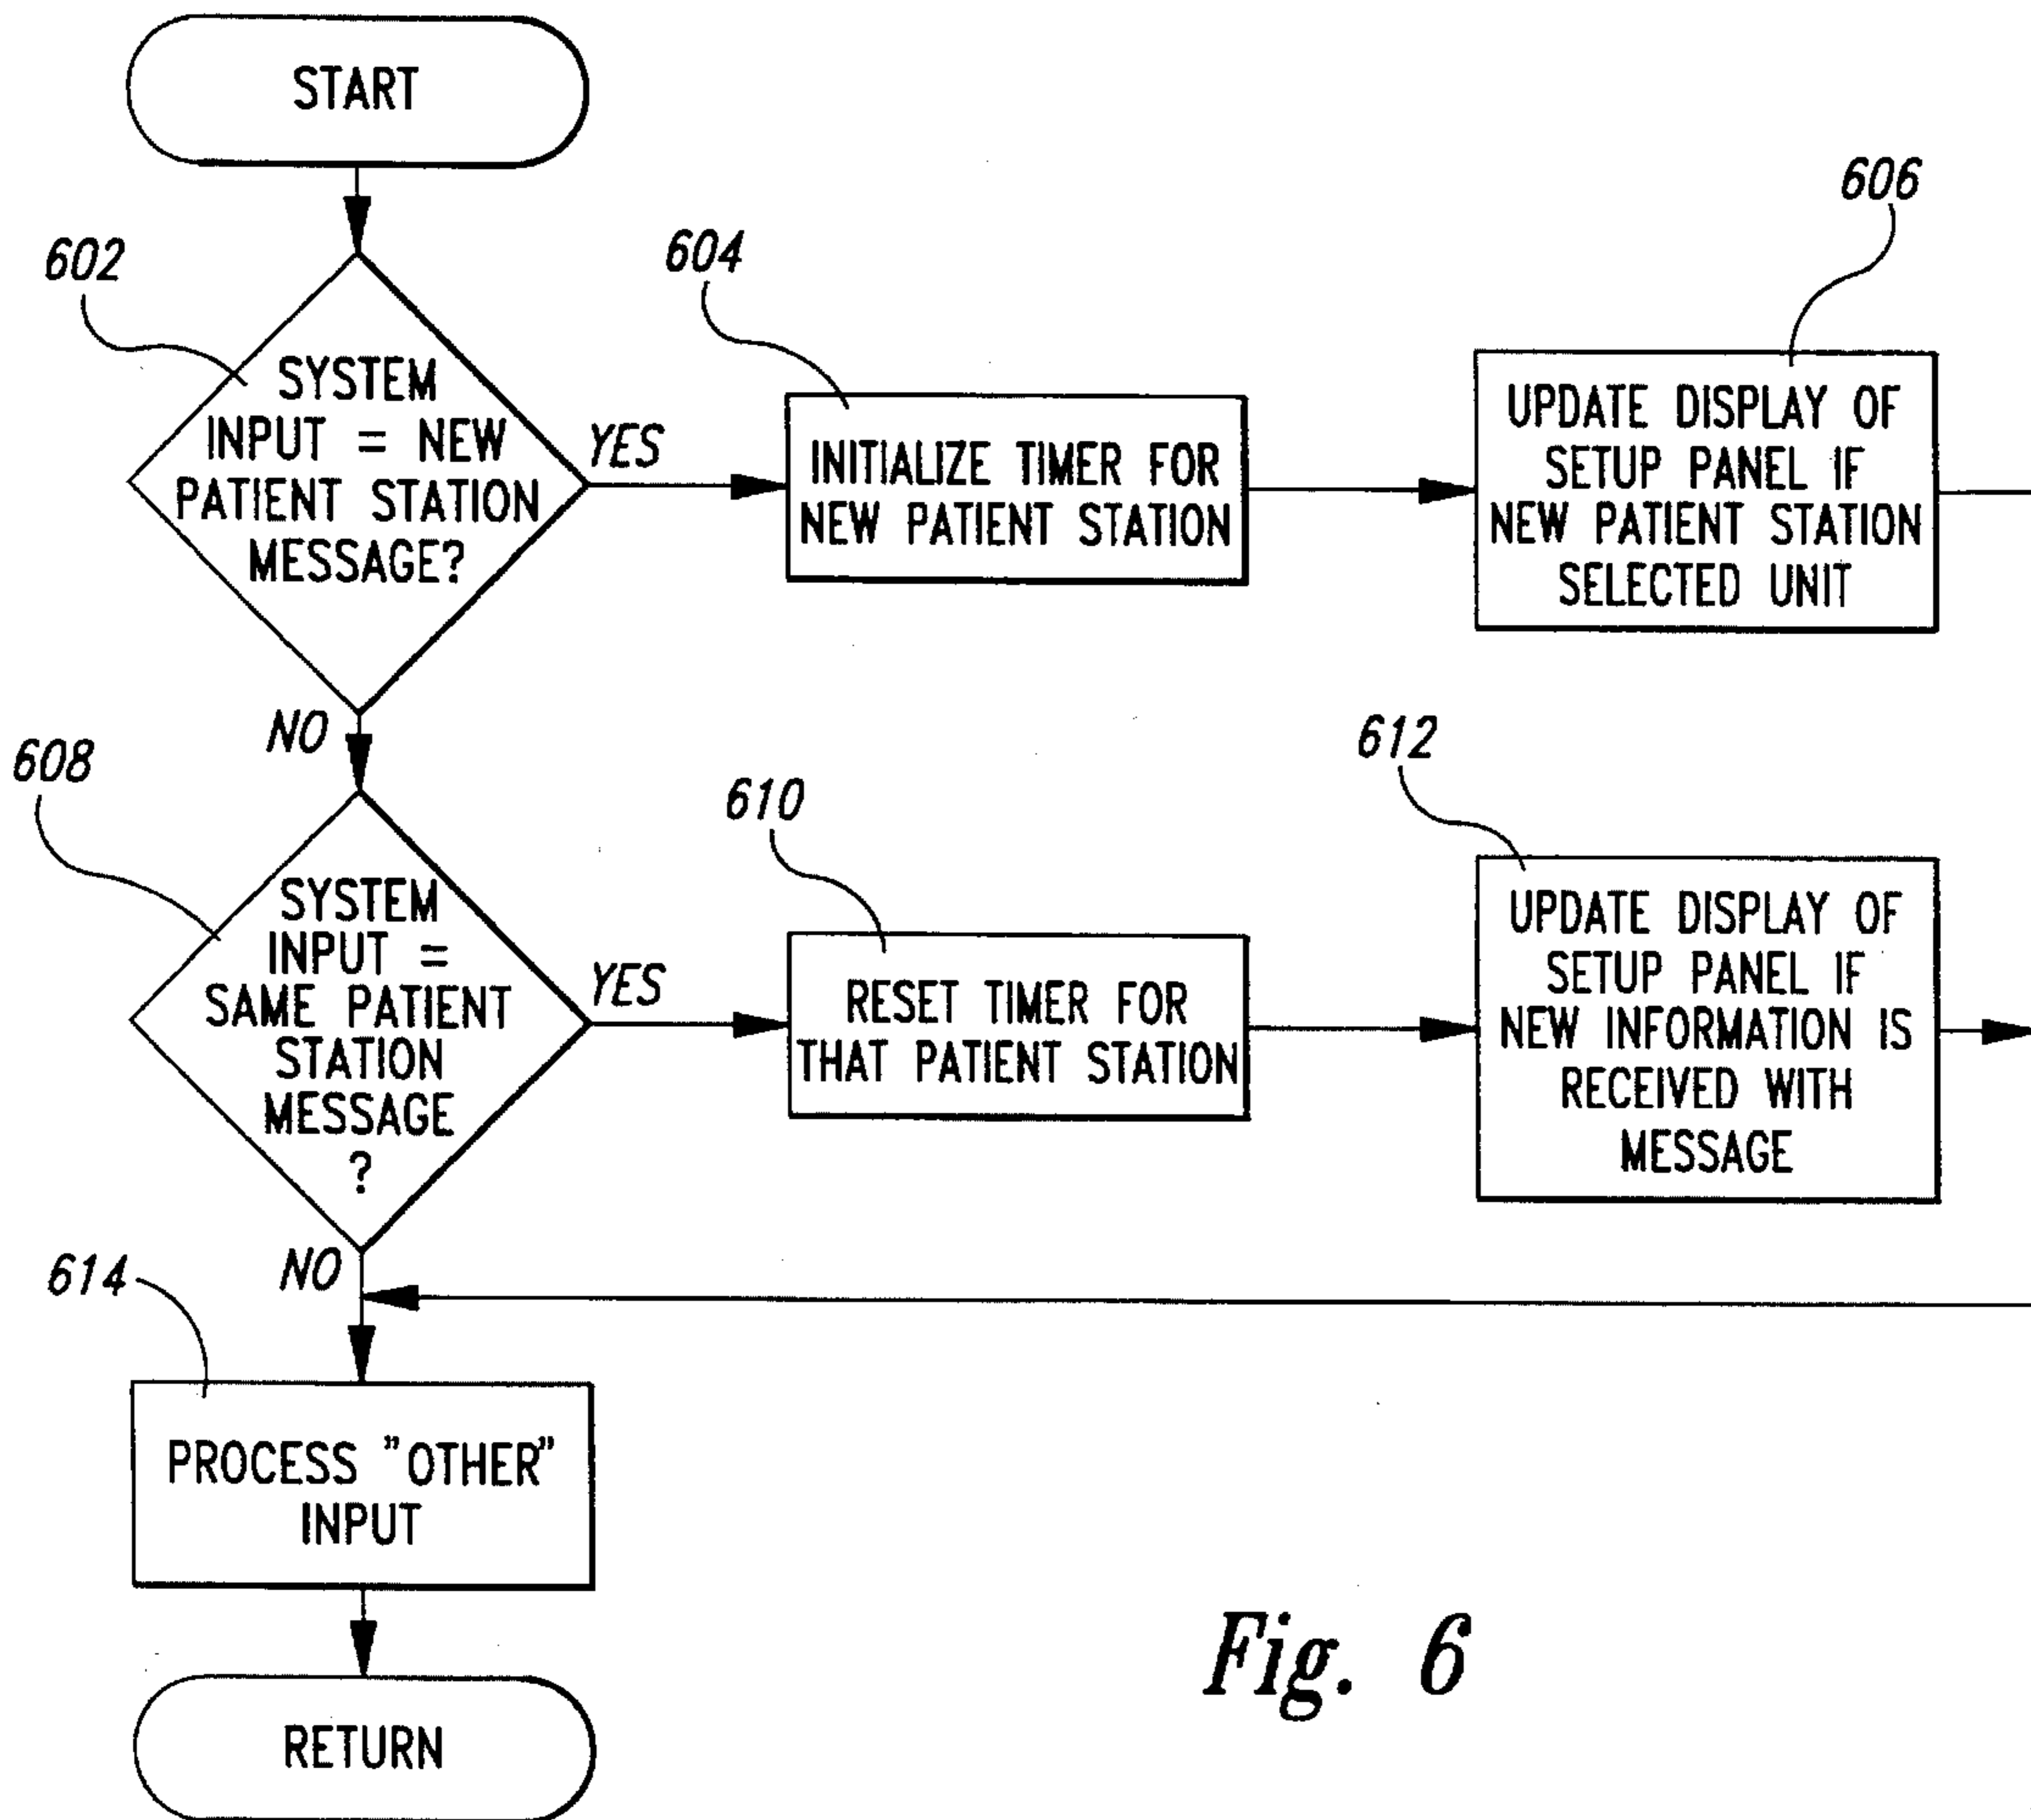 START
602
SYSTEM
INPUT = NEW
PATIENT STATION
MESSAGE?
YES
604
INITIALIZE TIMER FOR
NEW PATIENT STATION
606
UPDATE DISPLAY OF
SETUP PANEL IF
NEW PATIENT STATION
SELECTED UNIT
NO
608
SYSTEM
INPUT =
SAME PATIENT
STATION
MESSAGE
?
YES
610
RESET TIMER FOR
THAT PATIENT STATION
612
UPDATE DISPLAY OF
SETUP PANEL IF
NEW INFORMATION IS
RECEIVED WITH
MESSAGE
NO
614
PROCESS "OTHER"
INPUT
RETURN
Fig. 6